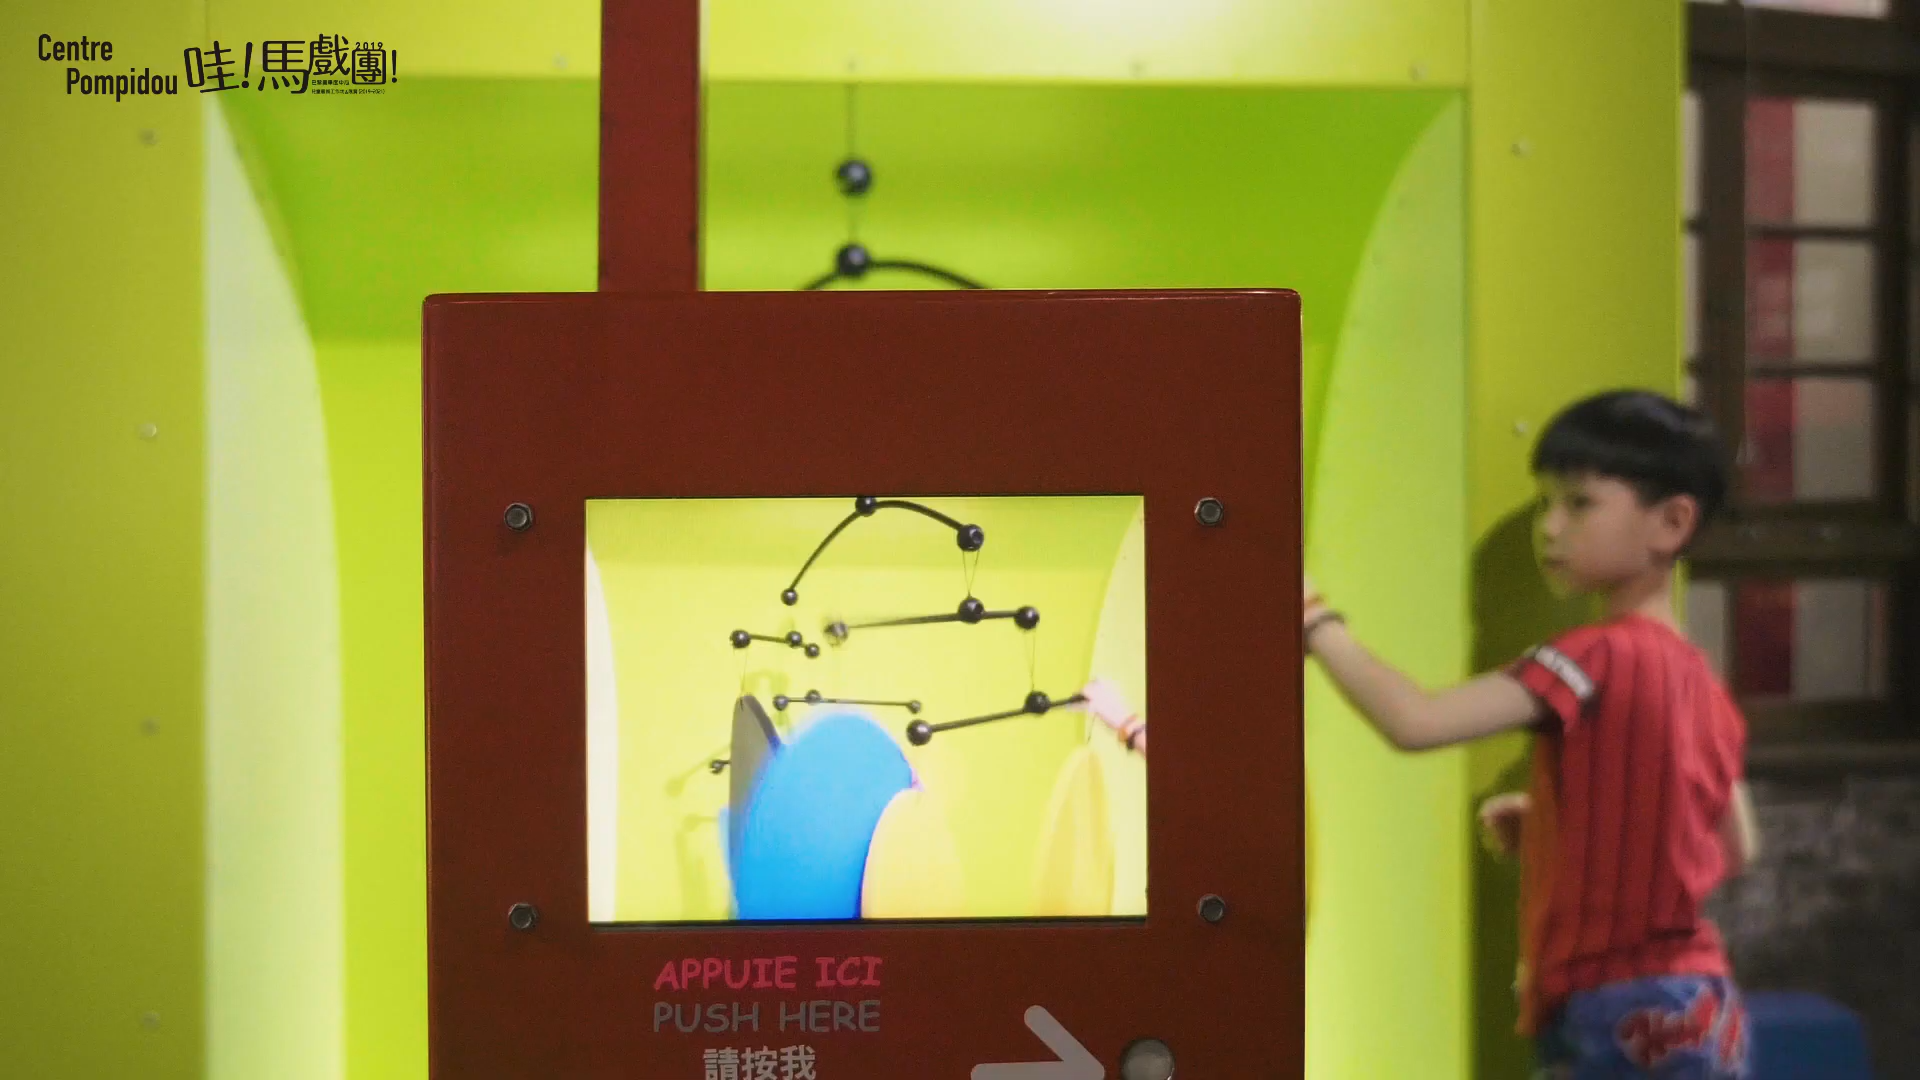 Centre
Pompidou
哇!馬戲團!
2019
APPUIE ICI
PUSH HERE
請按我